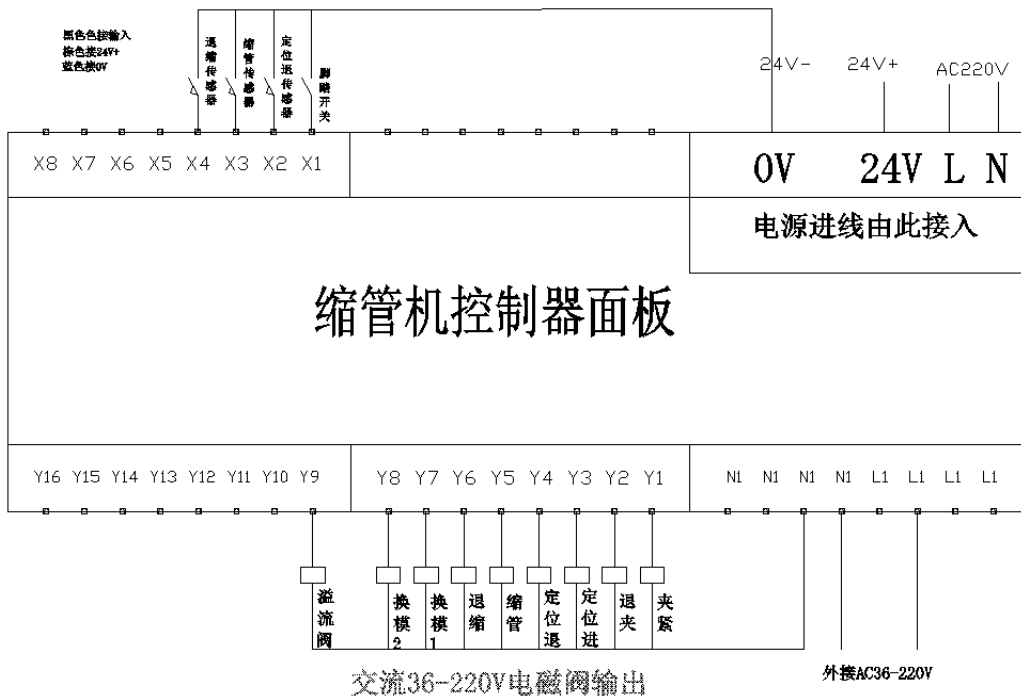 黑色色接输入
棕色接24V+
蓝色接0V
退缩传感器
缩管传感器
定位退传感器
脚踏开关
24V-
24V+
AC220V
X8 X7 X6 X5 X4 X3 X2 X1
0V 24V L N
电源进线由此接入
缩管机控制器面板
Y16 Y15 Y14 Y13 Y12 Y11 Y10 Y9
Y8 Y7 Y6 Y5 Y4 Y3 Y2 Y1
N1 N1 N1 N1 L1 L1 L1 L1
溢流阀
换模2
换模1
退缩
缩管
定位退
定位进
退夹
夹紧
外接AC36-220V
交流36-220V电磁阀输出